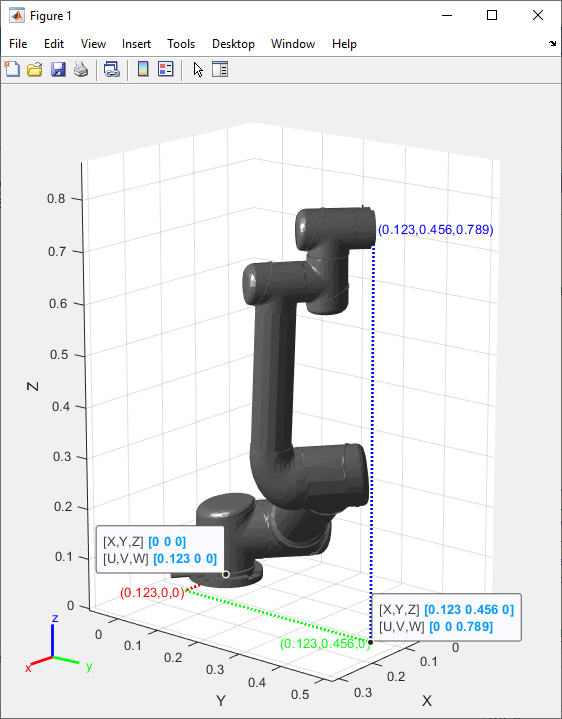 Figure 1
File Edit View Insert Tools Desktop Window Help
0.8
0.7
0.6
0.5
0.4
0.3
0.2
0.1
0
Z
(0.123,0.456,0.789)
[X,Y,Z] [0 0 0]
[U,V,W] [0.123 0 0]
(0.123,0,0)
(0.123,0.456,0)
[X,Y,Z] [0.123 0.456 0]
[U,V,W] [0 0 0.789]
0
0.1
0.2
0.3
0.4
0.5
Y
0
0.1
0.2
0.3
X
z
x
y